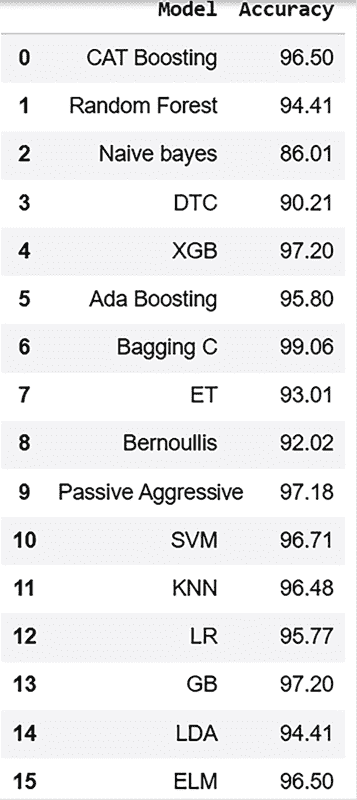 Model Accuracy
0 CAT Boosting 96.50
1 Random Forest 94.41
2 Naive bayes 86.01
3 DTC 90.21
4 XGB 97.20
5 Ada Boosting 95.80
6 Bagging C 99.06
7 ET 93.01
8 Bernoullis 92.02
9 Passive Aggressive 97.18
10 SVM 96.71
11 KNN 96.48
12 LR 95.77
13 GB 97.20
14 LDA 94.41
15 ELM 96.50